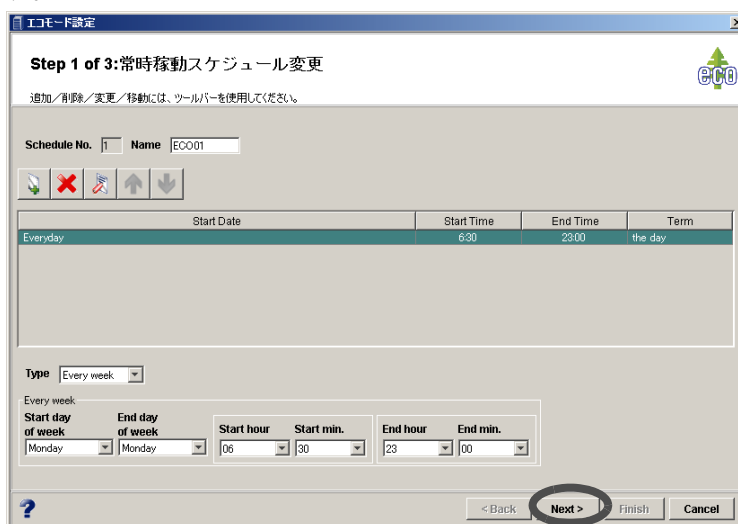 エコモード設定
Step 1 of 3:常時稼動スケジュール変更
eco
追加／削除／変更／移動には、ツールバーを使用してください。
Schedule No. 1 Name ECO01
Start Date Start Time End Time Term
Everyday 6:30 23:00 the day
Type Every week
Every week
Start day of week End day of week Start hour Start min. End hour End min.
Monday Monday 06 30 23 00
? < Back Next > Finish Cancel